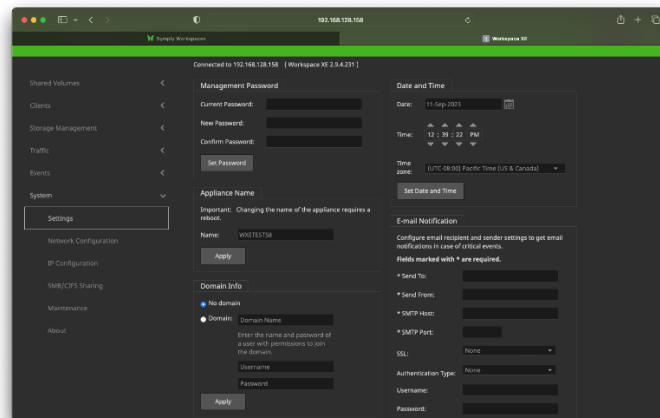 192.168.128.158
Symply Workspaces
Workspace XE
Connected to 192.168.128.158 [ Workspace XE 2.9.4.231 ]
Shared Volumes
Clients
Storage Management
Traffic
Events
System
Settings
Network Configuration
IP Configuration
SMB/CIFS Sharing
Maintenance
About
Management Password
Current Password:
New Password:
Confirm Password:
Set Password
Appliance Name
Important: Changing the name of the appliance requires a
reboot.
Name: WXETEST58
Apply
Domain Info
No domain
Domain: Domain Name
Enter the name and password of
a user with permissions to join
the domain.
Username
Password
Apply
Date and Time
Date: 11-Sep-2023
Time: 12 : 39 : 22 PM
Time
zone: (UTC-08:00) Pacific Time (US & Canada)
Set Date and Time
E-mail Notification
Configure email recipient and sender settings to get email
notifications in case of critical events.
Fields marked with * are required.
* Send To:
* Send From:
* SMTP Host:
* SMTP Port:
SSL: None
Authentication Type: None
Username:
Password: